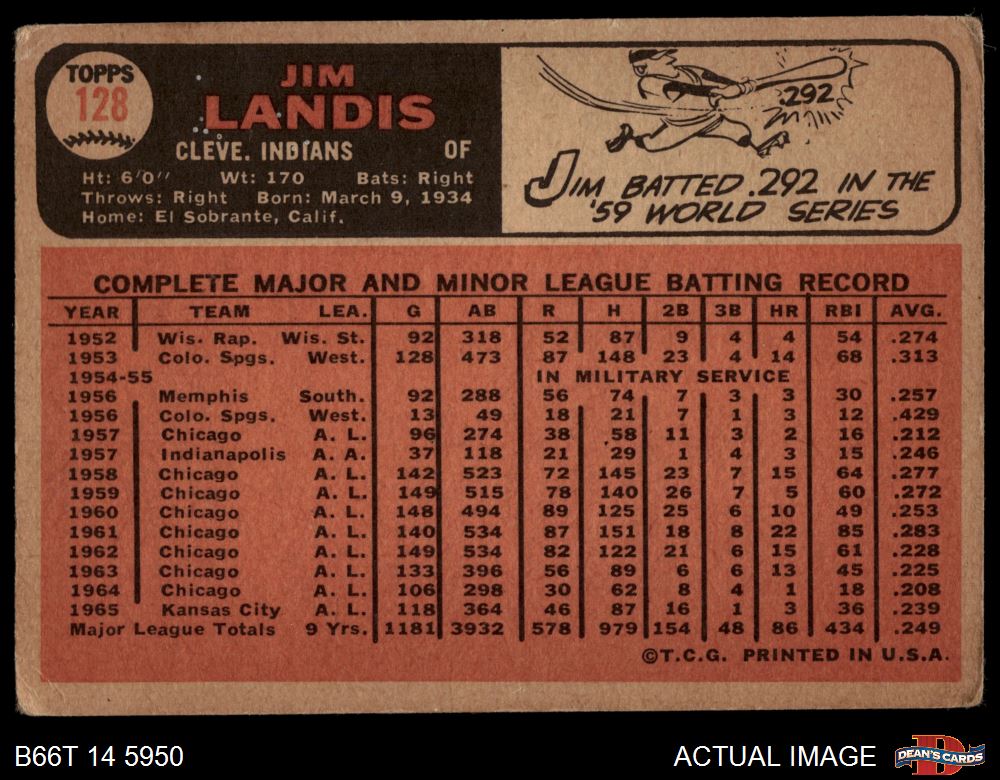 TOPPS
128
JIM
LANDIS
CLEVE. INDIANS OF
Ht: 6'0" Wt: 170 Bats: Right
Throws: Right Born: March 9, 1934
Home: El Sobrante, Calif.
.292
JIM BATTED .292 IN THE
'59 WORLD SERIES
COMPLETE MAJOR AND MINOR LEAGUE BATTING RECORD
YEAR TEAM LEA. G AB R H 2B 3B HR RBI AVG.
1952 Wis. Rap. Wis. St. 92 318 52 87 9 4 4 54 .274
1953 Colo. Spgs. West. 128 473 87 148 23 4 14 68 .313
1954-55 IN MILITARY SERVICE
1956 Memphis South. 92 288 56 74 7 3 3 30 .257
1956 Colo. Spgs. West. 13 49 18 21 7 1 3 12 .429
1957 Chicago A. L. 96 274 38 58 11 3 2 16 .212
1957 Indianapolis A. A. 37 118 21 29 1 4 3 15 .246
1958 Chicago A. L. 142 523 72 145 23 7 15 64 .277
1959 Chicago A. L. 149 515 78 140 26 7 5 60 .272
1960 Chicago A. L. 148 494 89 125 25 6 10 49 .253
1961 Chicago A. L. 140 534 87 151 18 8 22 85 .283
1962 Chicago A. L. 149 534 82 122 21 6 15 61 .228
1963 Chicago A. L. 133 396 56 89 6 6 13 45 .225
1964 Chicago A. L. 106 298 30 62 8 4 1 18 .208
1965 Kansas City A. L. 118 364 46 87 16 1 3 36 .239
Major League Totals 9 Yrs. 1181 3932 578 979 154 48 86 434 .249
©T.C.G. PRINTED IN U.S.A.
B66T 14 5950
ACTUAL IMAGE
DEAN'S CARDS